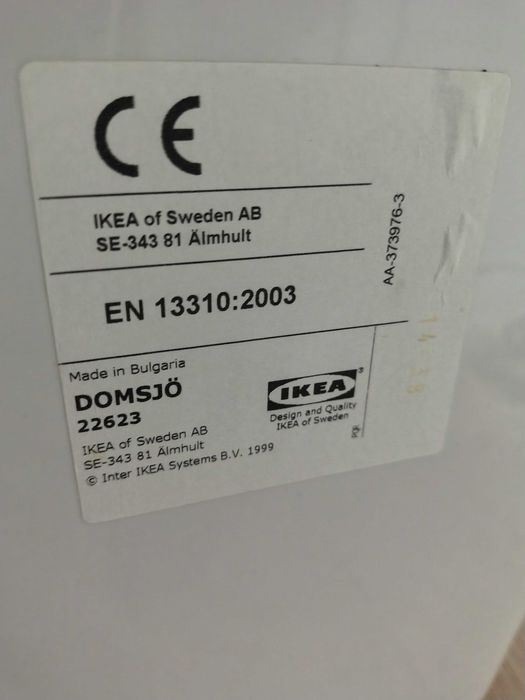 CE
IKEA of Sweden AB
SE-343 81 Älmhult
EN 13310:2003
AA-373976-3
Made in Bulgaria
DOMSJÖ
22623
IKEA of Sweden AB
SE-343 81 Älmhult
© Inter IKEA Systems B.V. 1999
IKEA®
Design and Quality
IKEA of Sweden